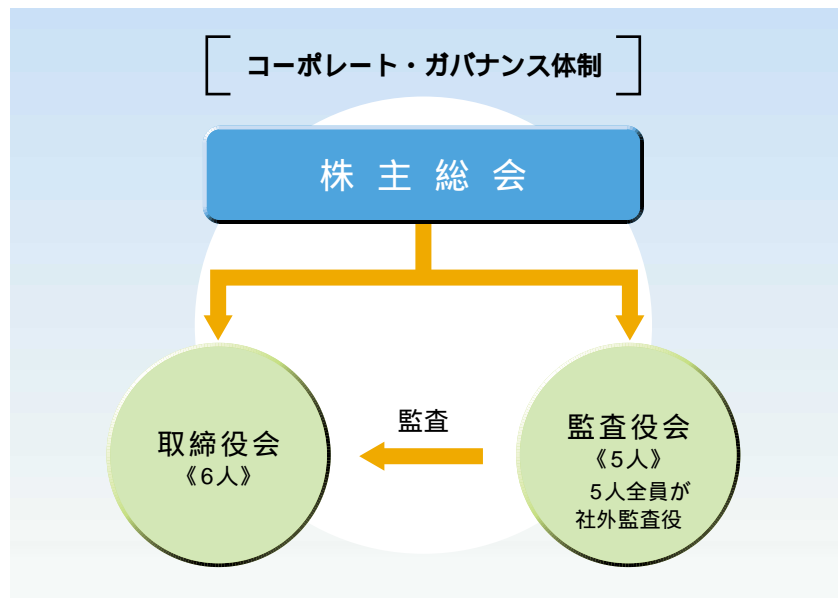 コーポレート・ガバナンス体制
株主総会
監査
取締役会
《6人》
監査役会
《5人》
5人全員が
社外監査役